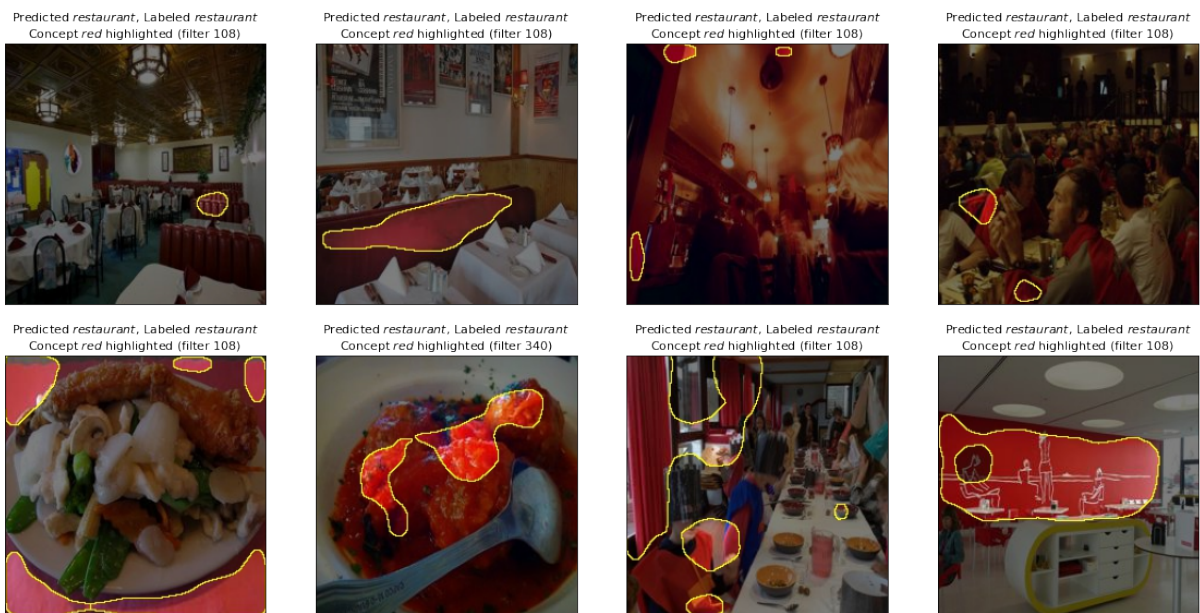 Predicted restaurant, Labeled restaurant
Concept red highlighted (filter 108)
Predicted restaurant, Labeled restaurant
Concept red highlighted (filter 108)
Predicted restaurant, Labeled restaurant
Concept red highlighted (filter 108)
Predicted restaurant, Labeled restaurant
Concept red highlighted (filter 108)
Predicted restaurant, Labeled restaurant
Concept red highlighted (filter 108)
Predicted restaurant, Labeled restaurant
Concept red highlighted (filter 340)
Predicted restaurant, Labeled restaurant
Concept red highlighted (filter 108)
Predicted restaurant, Labeled restaurant
Concept red highlighted (filter 108)